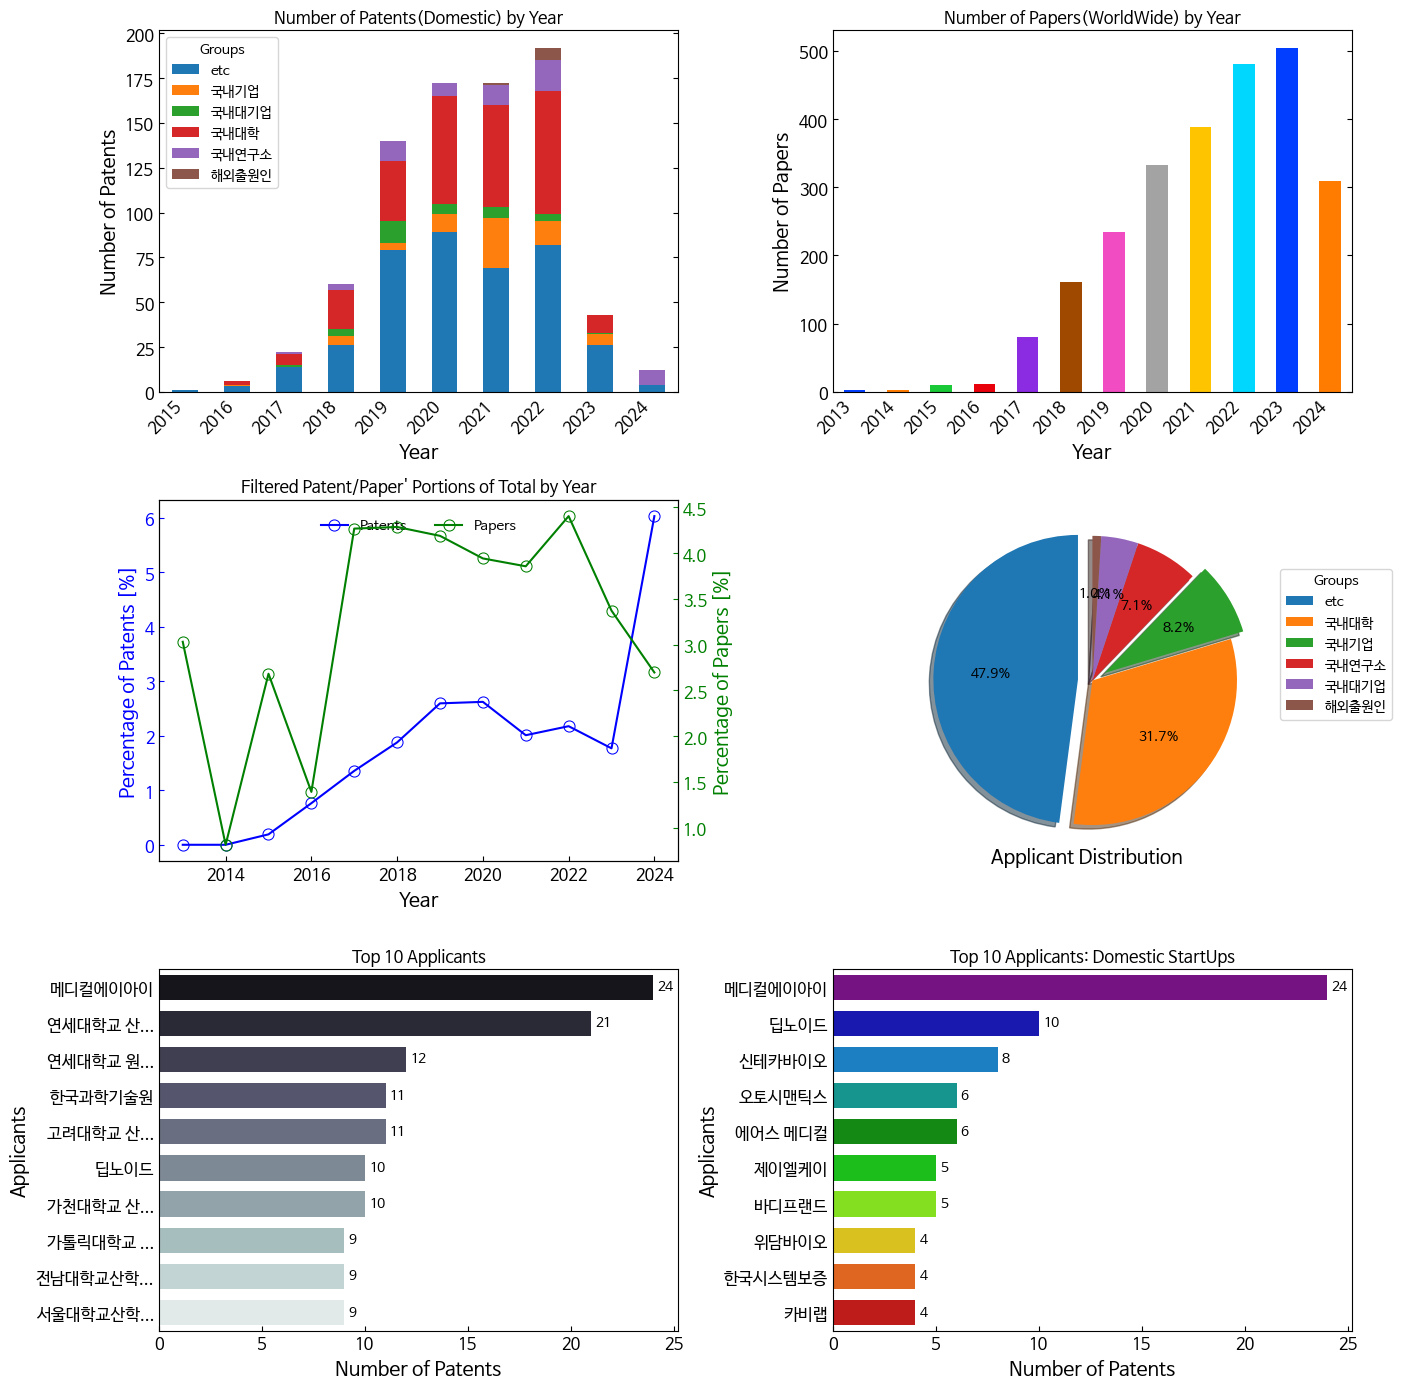 Number of Patents(Domestic) by Year
Number of Patents
200
175
150
125
100
75
50
25
0
Groups
etc
국내기업
국내대기업
국내대학
국내연구소
해외출원인
2015
2016
2017
2018
2019
2020
2021
2022
2023
2024
Year
Number of Papers(WorldWide) by Year
Number of Papers
500
400
300
200
100
0
2013
2014
2015
2016
2017
2018
2019
2020
2021
2022
2023
2024
Year
Filtered Patent/Paper' Portions of Total by Year
Percentage of Patents [%]
6
5
4
3
2
1
0
Patents
Papers
4.5
4.0
3.5
3.0
2.5
2.0
1.5
1.0
Percentage of Papers [%]
2014
2016
2018
2020
2022
2024
Year
47.9%
31.7%
8.2%
7.1%
4.1%
1.0%
Groups
etc
국내대학
국내기업
국내연구소
국내대기업
해외출원인
Applicant Distribution
Top 10 Applicants
Applicants
메디컬에이아이 24
연세대학교 산... 21
연세대학교 원... 12
한국과학기술원 11
고려대학교 산... 11
딥노이드 10
가천대학교 산... 10
가톨릭대학교 ... 9
전남대학교산학... 9
서울대학교산학... 9
0
5
10
15
20
25
Number of Patents
Top 10 Applicants: Domestic StartUps
Applicants
메디컬에이아이 24
딥노이드 10
신테카바이오 8
오토시맨틱스 6
에어스 메디컬 6
제이엘케이 5
바디프랜드 5
위담바이오 4
한국시스템보증 4
카비랩 4
0
5
10
15
20
25
Number of Patents